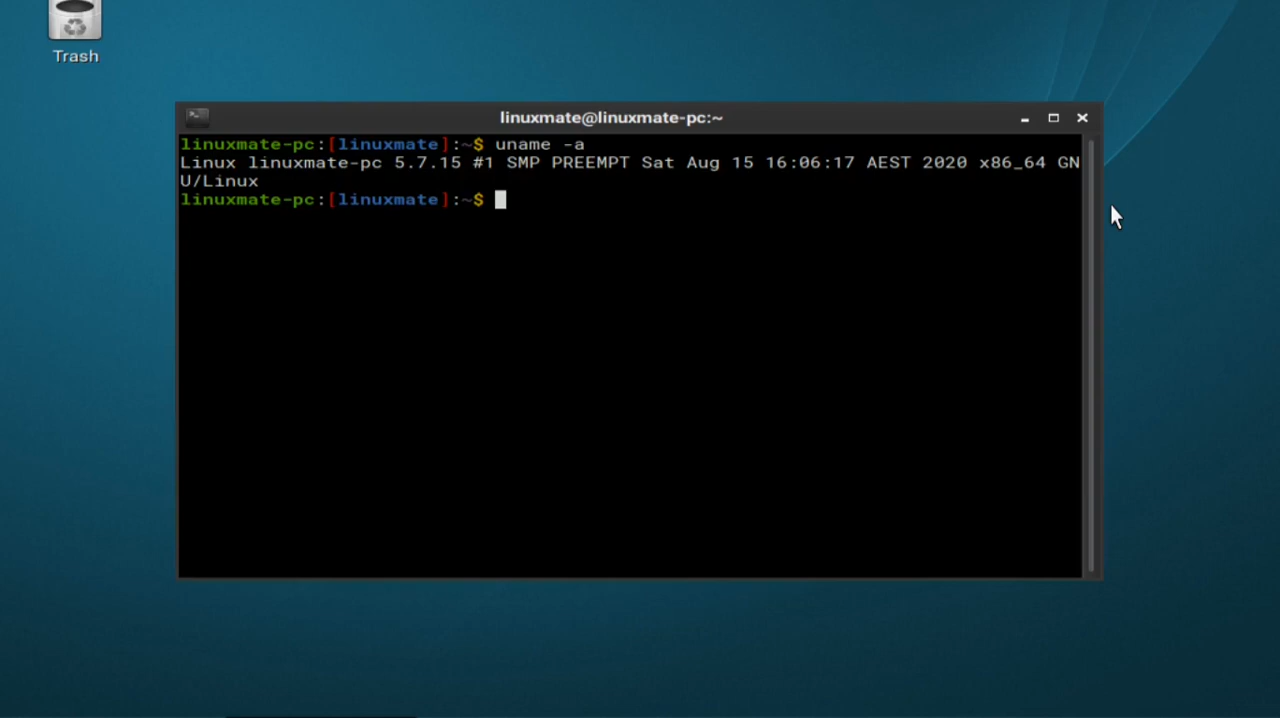 Trash
linuxmate@linuxmate-pc:~
linuxmate-pc:[linuxmate]:~$ uname -a
Linux linuxmate-pc 5.7.15 #1 SMP PREEMPT Sat Aug 15 16:06:17 AEST 2020 x86_64 GN
U/Linux
linuxmate-pc:[linuxmate]:~$